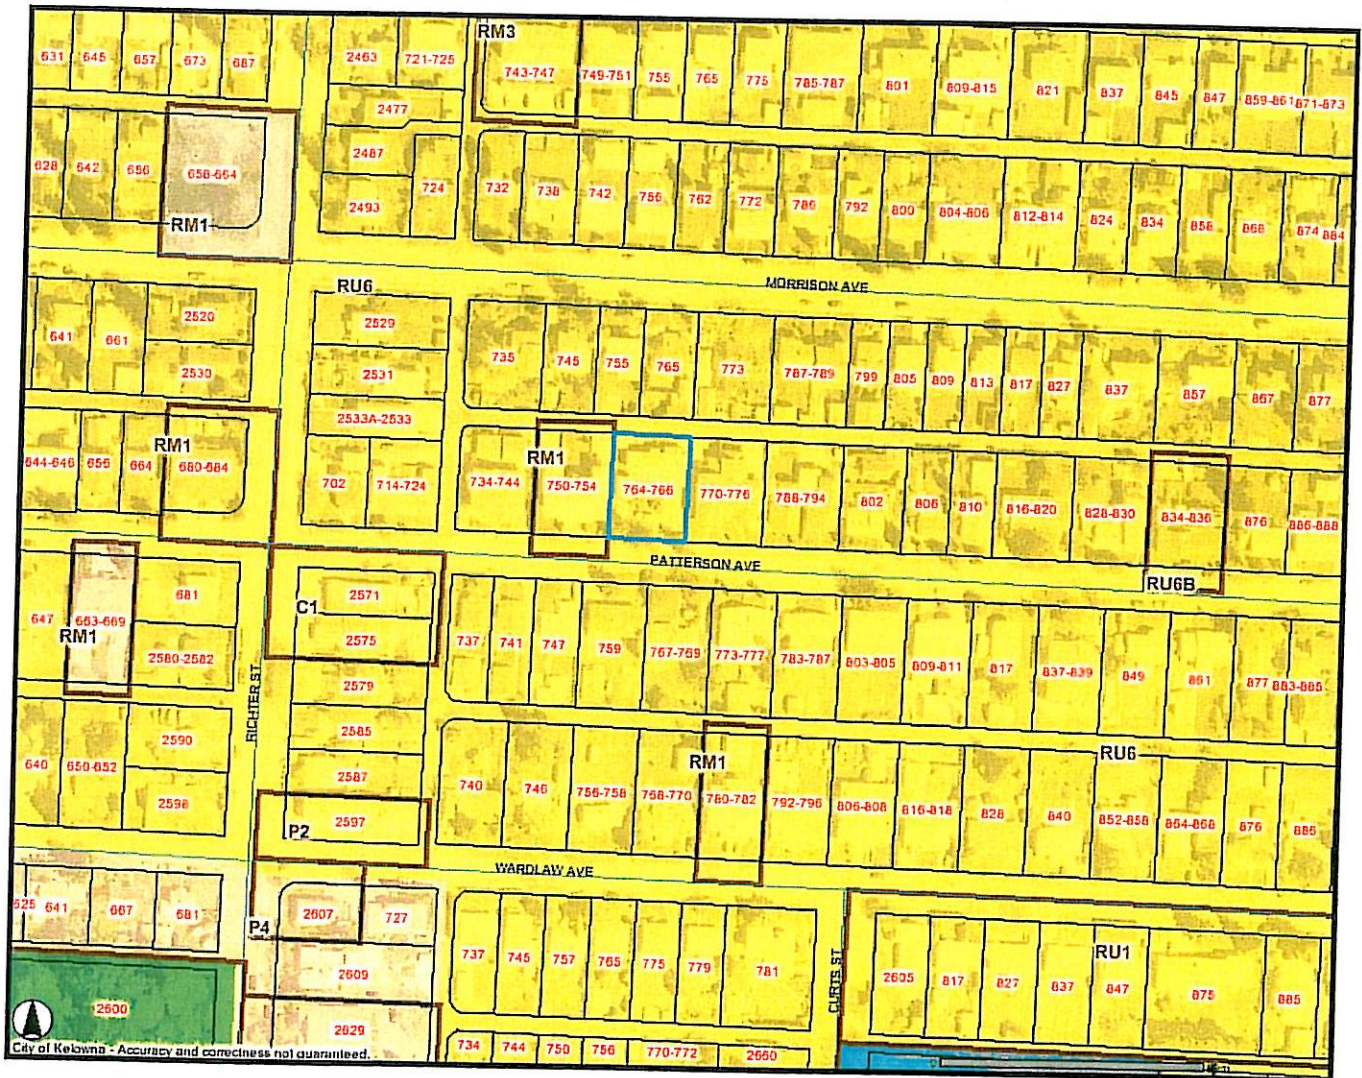 RM3
631 645 657 673 687 2463 721-725 743-747 749-751 755 765 775 785-787 801 809-815 821 837 845 847 859-861 871-873
2477
2487
628 642 656 658-664 724 732 738 742 756 762 772 786 792 800 804-806 812-814 824 834 858 868 874 884
2493
RM1
MORRISON AVE
RU6
2520 2529
641 661 735 745 755 765 773 787-789 799 805 809 813 817 827 837 857 867 877
2530 2531
2533A-2533
RM1 RM1
644-646 656 664 680-684 702 714-724 734-744 750-754 764-766 770-776 788-794 802 806 810 816-820 828-830 834-836 876 886-888
PATTERSON AVE
RU6B
681 2571
C1
647 663-669 2575 737 741 747 759 767-769 773-777 783-787 803-805 809-811 817 837-839 849 861 877 883-885
RM1
2580-2582
2579
RICHTER ST
2585
2590 RM1 RU6
640 650-652 2587 740 746 756-758 768-770 780-782 792-796 806-808 816-818 828 840 852-858 864-868 876 886
2598
P2 2597
WARDLAW AVE
625 641 667 681 2607 727
P4
737 745 757 765 775 779 781 CURTS ST 2605 817 827 837 847 875 885
RU1
2609
2600
2629
734 744 750 756 770-772 2660
City of Kelowna - Accuracy and correctness not guaranteed.